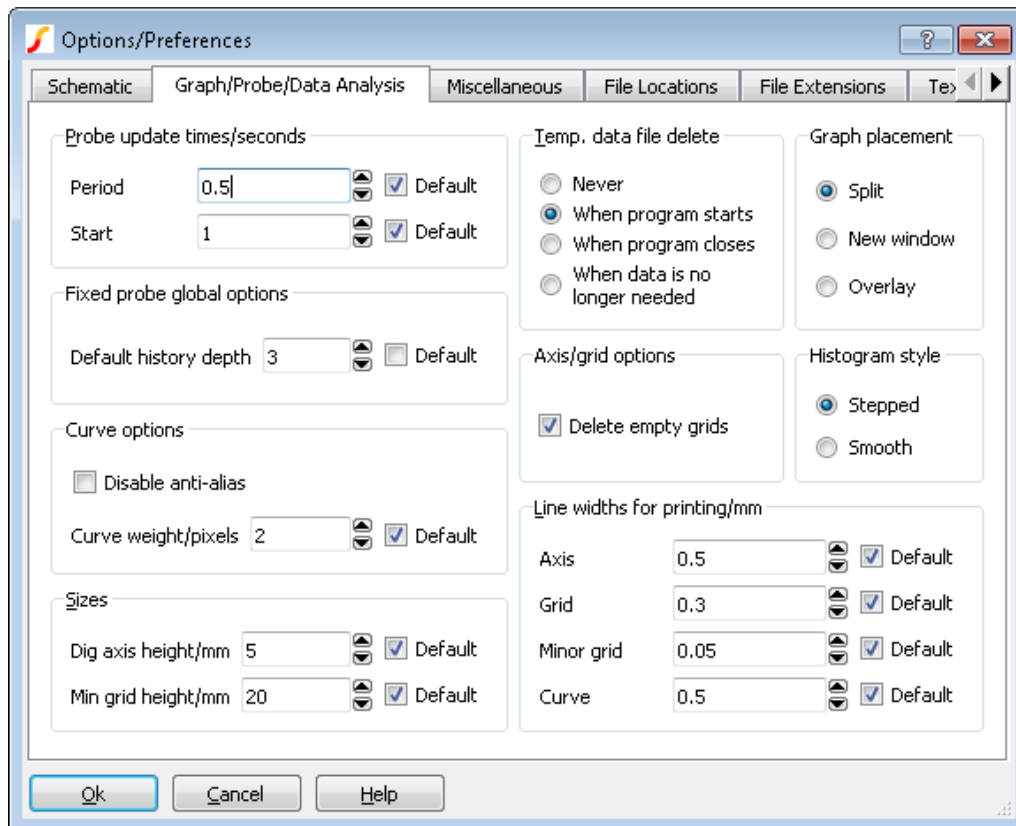 Options/Preferences
Schematic
Graph/Probe/Data Analysis
Miscellaneous
File Locations
File Extensions
Tex
Probe update times/seconds
Period 0.5 Default
Start 1 Default
Fixed probe global options
Default history depth 3 Default
Curve options
Disable anti-alias
Curve weight/pixels 2 Default
Sizes
Dig axis height/mm 5 Default
Min grid height/mm 20 Default
Temp. data file delete
Never
When program starts
When program closes
When data is no
longer needed
Graph placement
Split
New window
Overlay
Axis/grid options
Delete empty grids
Histogram style
Stepped
Smooth
Line widths for printing/mm
Axis 0.5 Default
Grid 0.3 Default
Minor grid 0.05 Default
Curve 0.5 Default
Ok
Cancel
Help